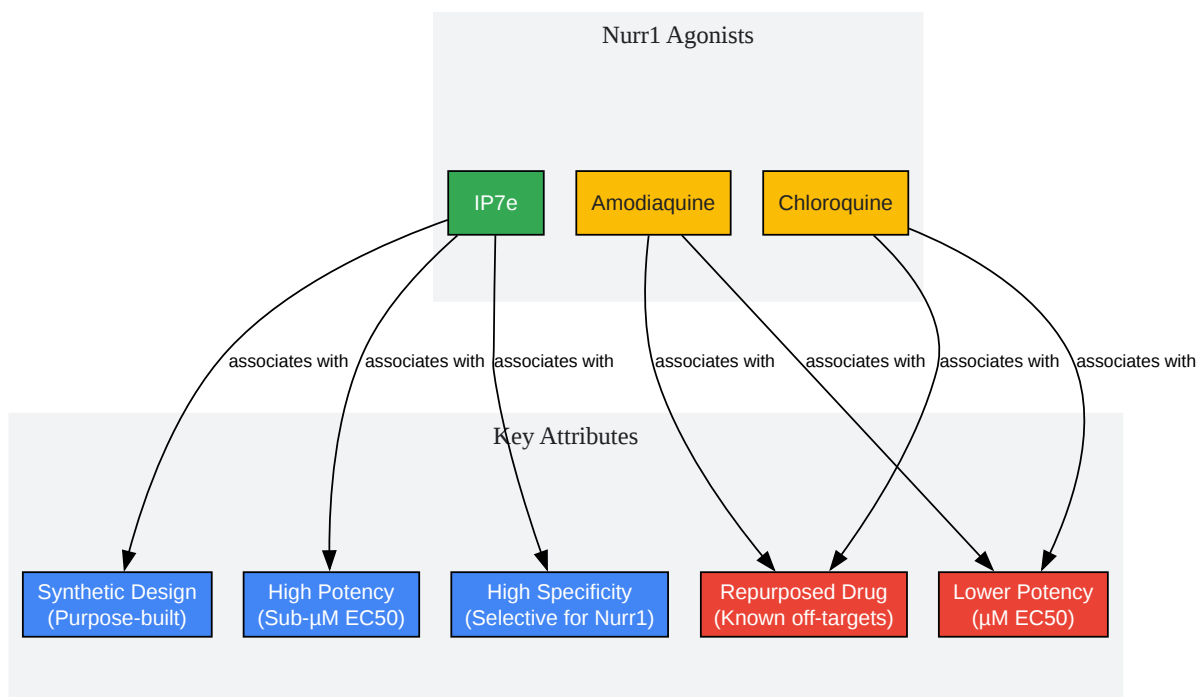 Nurr1 Agonists
IP7e
Amodiaquine
Chloroquine
associates with
associates with
associates with
associates with
associates with
associates with
associates with
Key Attributes
Synthetic Design
(Purpose-built)
High Potency
(Sub-µM EC50)
High Specificity
(Selective for Nurr1)
Repurposed Drug
(Known off-targets)
Lower Potency
(µM EC50)